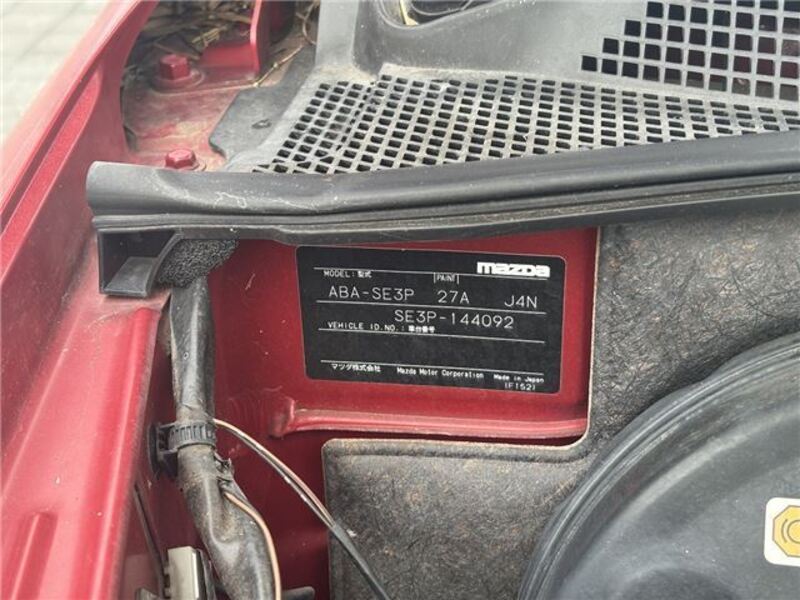 mazda
MODEL: 型式 PAINT
ABA-SE3P 27A J4N
SE3P-144092
VEHICLE ID.NO.: 車台番号
マツダ株式会社 Mazda Motor Corporation Made in Japan
(F152)